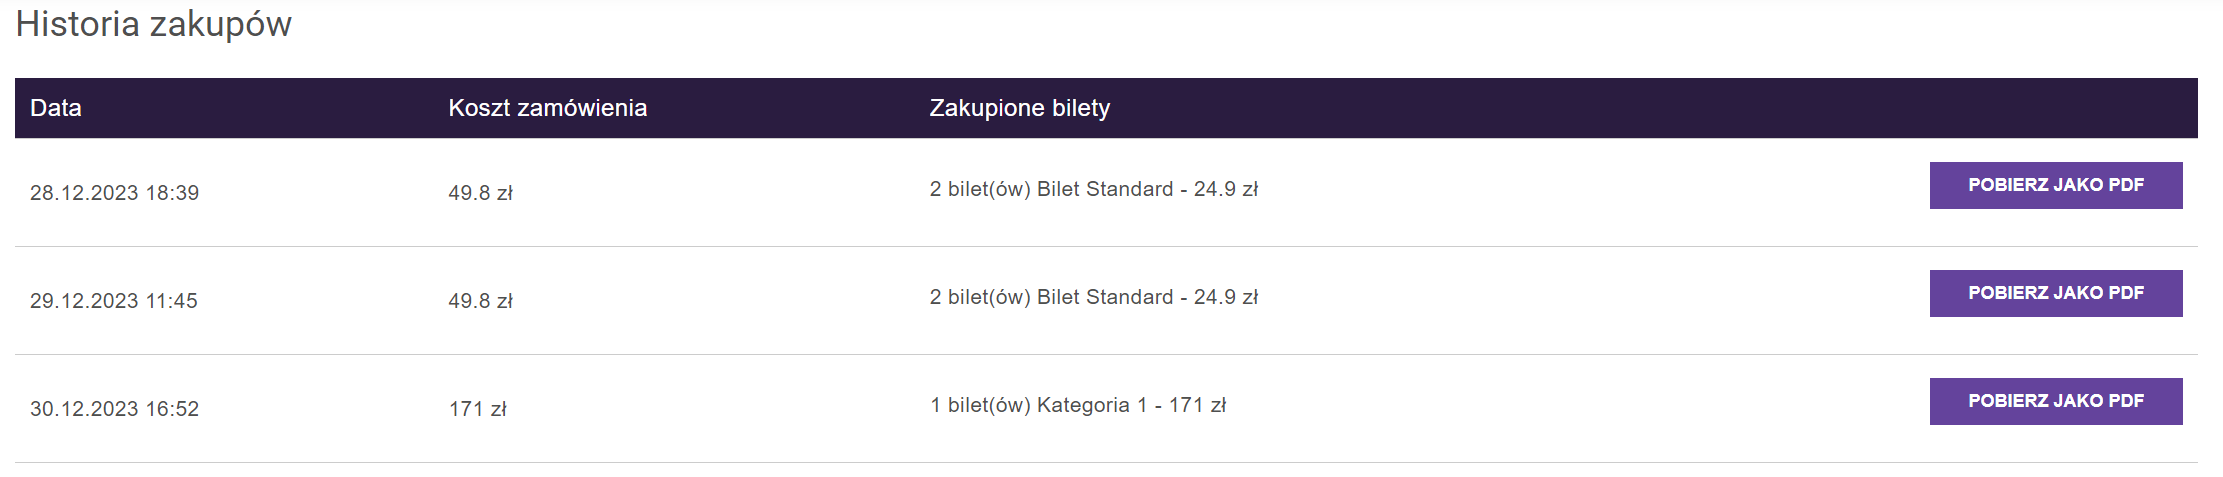 Historia zakupów
Data Koszt zamówienia Zakupione bilety
28.12.2023 18:39 49.8 zł 2 bilet(ów) Bilet Standard - 24.9 zł POBIERZ JAKO PDF
29.12.2023 11:45 49.8 zł 2 bilet(ów) Bilet Standard - 24.9 zł POBIERZ JAKO PDF
30.12.2023 16:52 171 zł 1 bilet(ów) Kategoria 1 - 171 zł POBIERZ JAKO PDF